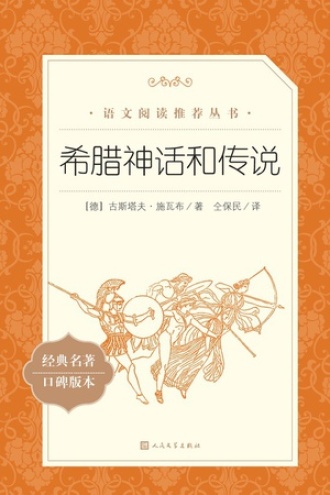 ·语文阅读推荐丛书·
希腊神话和传说
［德］古斯塔夫·施瓦布／著 仝保民／译
经典名著
口碑版本
人民文学出版社